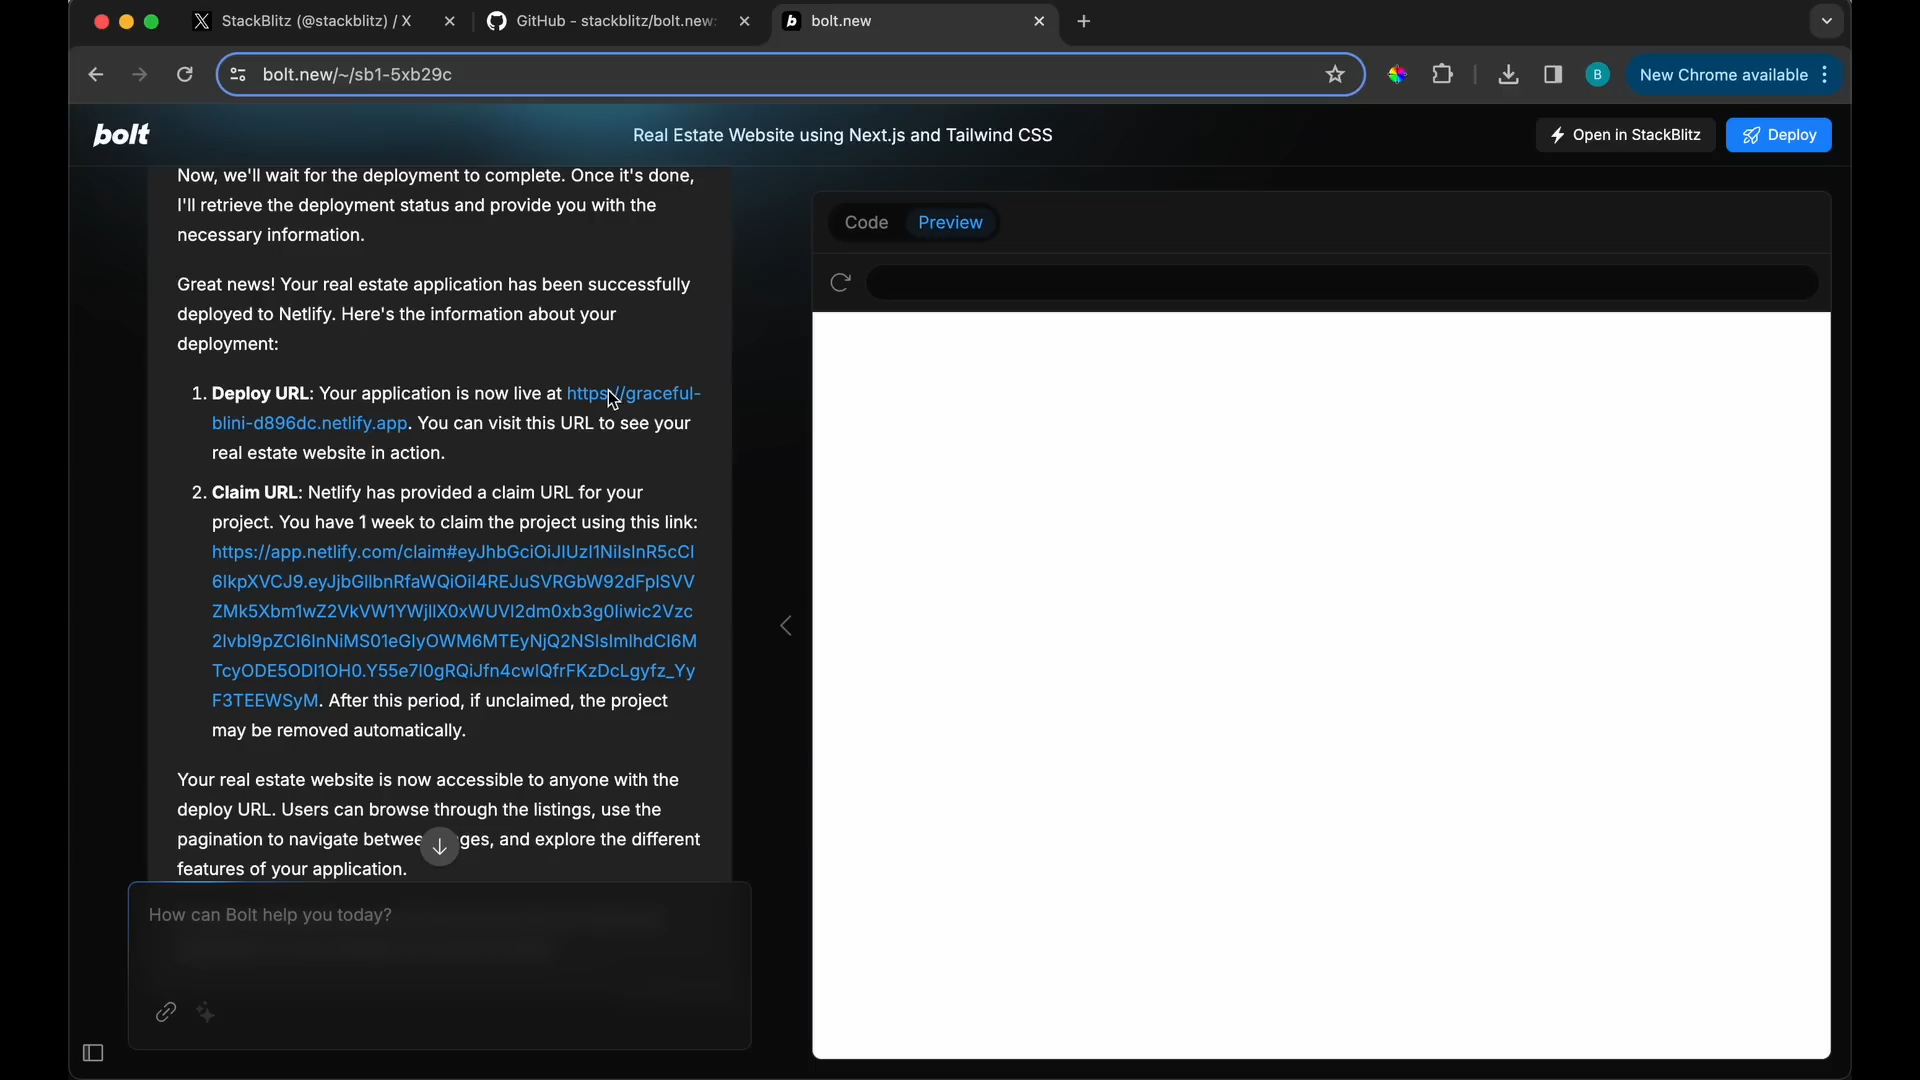 StackBlitz (@stackblitz) / X
GitHub - stackblitz/bolt.new:
bolt.new
bolt.new/~/sb1-5xb29c
B
New Chrome available
bolt
Real Estate Website using Next.js and Tailwind CSS
Open in StackBlitz
Deploy
Now, we'll wait for the deployment to complete. Once it's done,
I'll retrieve the deployment status and provide you with the
necessary information.
Great news! Your real estate application has been successfully
deployed to Netlify. Here's the information about your
deployment:
1. Deploy URL: Your application is now live at https://graceful-
blini-d896dc.netlify.app. You can visit this URL to see your
real estate website in action.
2. Claim URL: Netlify has provided a claim URL for your
project. You have 1 week to claim the project using this link:
https://app.netlify.com/claim#eyJhbGciOiJIUzI1NiIsInR5cCI
6IkpXVCJ9.eyJjbGllbnRfaWQiOiI4REJuSVRGbW92dFpISVV
ZMk5Xbm1wZ2VkVW1YWjlIX0xWUVI2dm0xb3g0Iiwic2Vzc
2lvbl9pZCI6InNiMS01eGIyOWM6MTEyNjQ2NSIsImlhdCI6M
TcyODE5ODI1OH0.Y55e7I0gRQiJfn4cwIQfrFKzDcLgyfz_Yy
F3TEEWSyM. After this period, if unclaimed, the project
may be removed automatically.
Your real estate website is now accessible to anyone with the
deploy URL. Users can browse through the listings, use the
pagination to navigate betwee ges, and explore the different
features of your application.
How can Bolt help you today?
Code
Preview